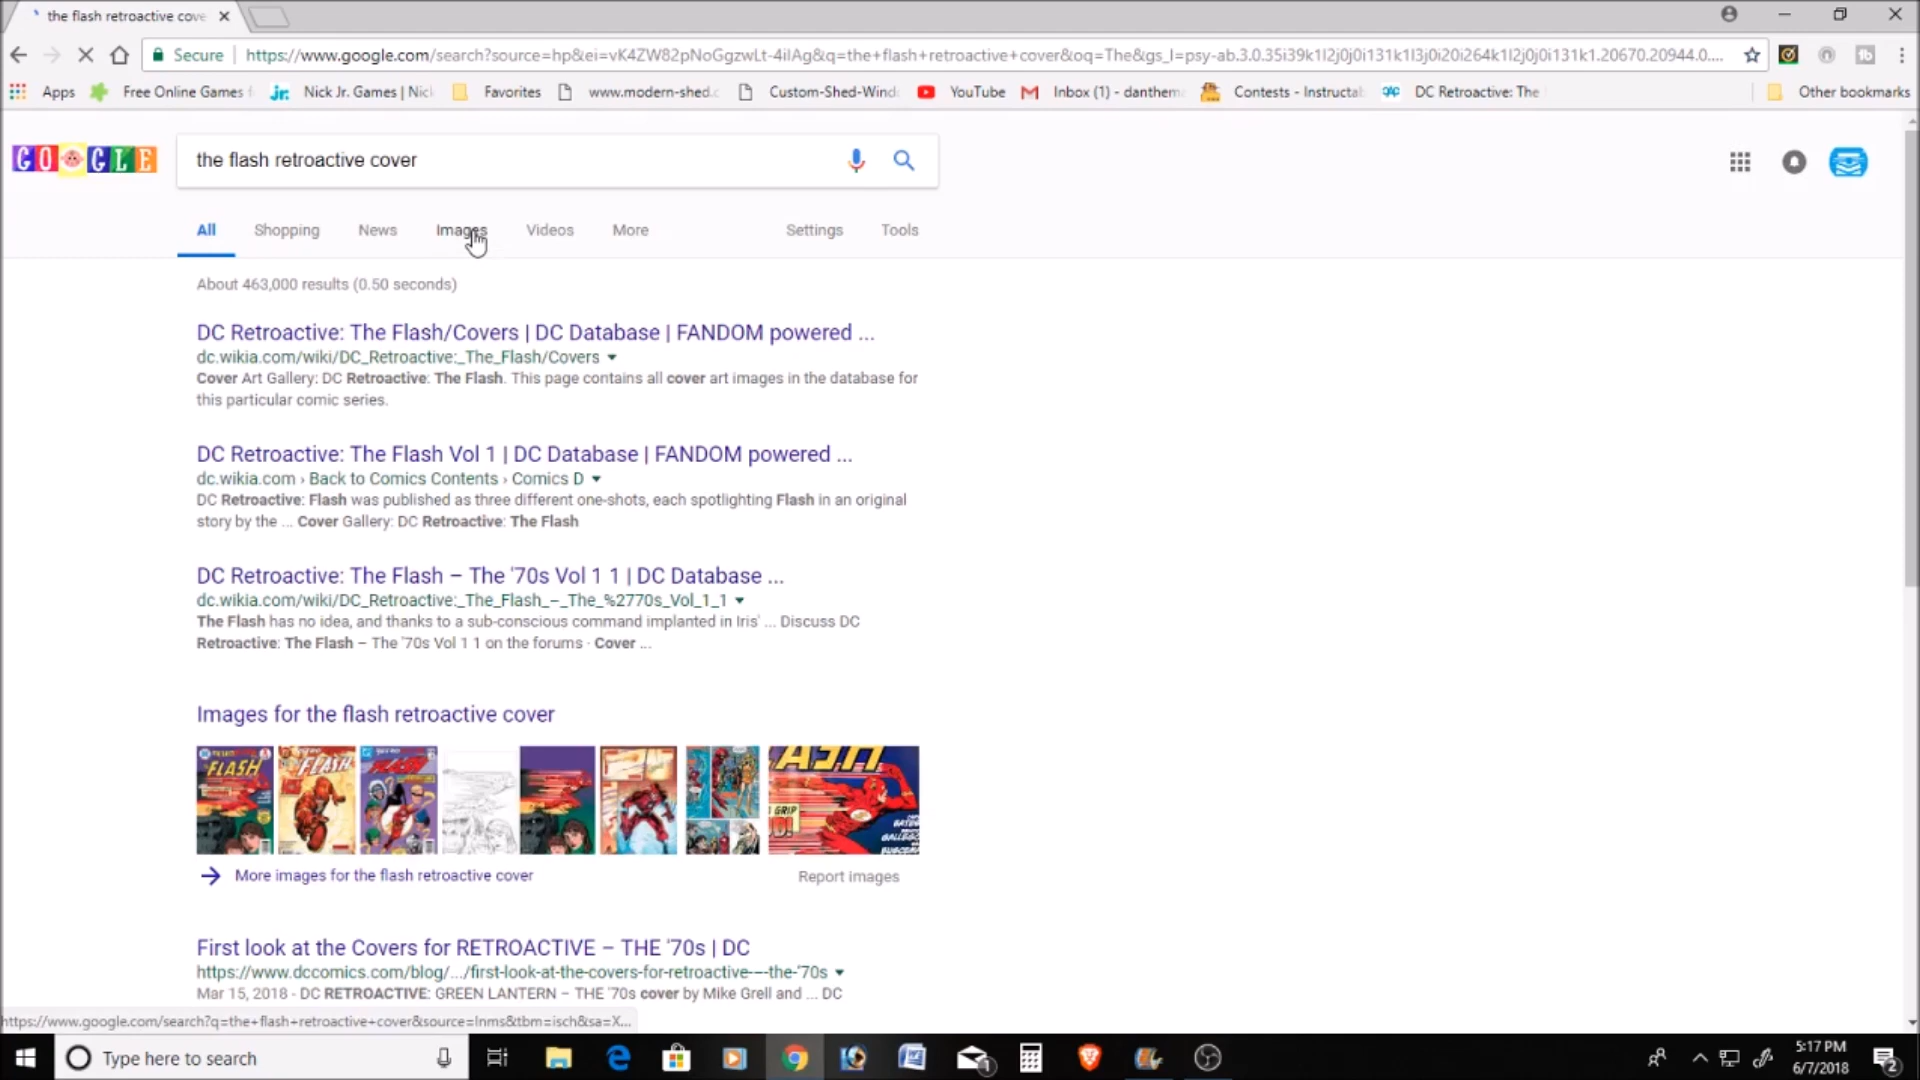 the flash retroactive cove
Secure https://www.google.com/search?source=hp&ei=vK4ZW82pNoGgzwLt-4iIAg&q=the+flash+retroactive+cover&oq=The&gs_l=psy-ab.3.0.35i39k1l2j0j0i131k1l3j0i20i264k1l2j0j0i131k1.20670.20944.0....
Apps Free Online Games jr. Nick Jr. Games | Nick Favorites www.modern-shed.c Custom-Shed-Wind YouTube Inbox (1) - danthem Contests - Instructab DC Retroactive: The Other bookmarks
GO GLE the flash retroactive cover
All Shopping News Images Videos More Settings Tools
About 463,000 results (0.50 seconds)
DC Retroactive: The Flash/Covers | DC Database | FANDOM powered ...
dc.wikia.com/wiki/DC_Retroactive:_The_Flash/Covers
Cover Art Gallery: DC Retroactive: The Flash. This page contains all cover art images in the database for
this particular comic series.
DC Retroactive: The Flash Vol 1 | DC Database | FANDOM powered ...
dc.wikia.com › Back to Comics Contents › Comics D
DC Retroactive: Flash was published as three different one-shots, each spotlighting Flash in an original
story by the ... Cover Gallery: DC Retroactive: The Flash
DC Retroactive: The Flash – The '70s Vol 1 1 | DC Database ...
dc.wikia.com/wiki/DC_Retroactive:_The_Flash_–_The_%2770s_Vol_1_1
The Flash has no idea, and thanks to a sub-conscious command implanted in Iris' ... Discuss DC
Retroactive: The Flash – The '70s Vol 1 1 on the forums · Cover ...
Images for the flash retroactive cover
FLASH FLASH FLASH GRIP
More images for the flash retroactive cover Report images
First look at the Covers for RETROACTIVE – THE '70s | DC
https://www.dccomics.com/blog/.../first-look-at-the-covers-for-retroactive-–-the-'70s
Mar 15, 2018 - DC RETROACTIVE: GREEN LANTERN – THE '70s cover by Mike Grell and ... DC
https://www.google.com/search?q=the+flash+retroactive+cover&source=lnms&tbm=isch&sa=X...
Type here to search 1 5:17 PM
6/7/2018 2